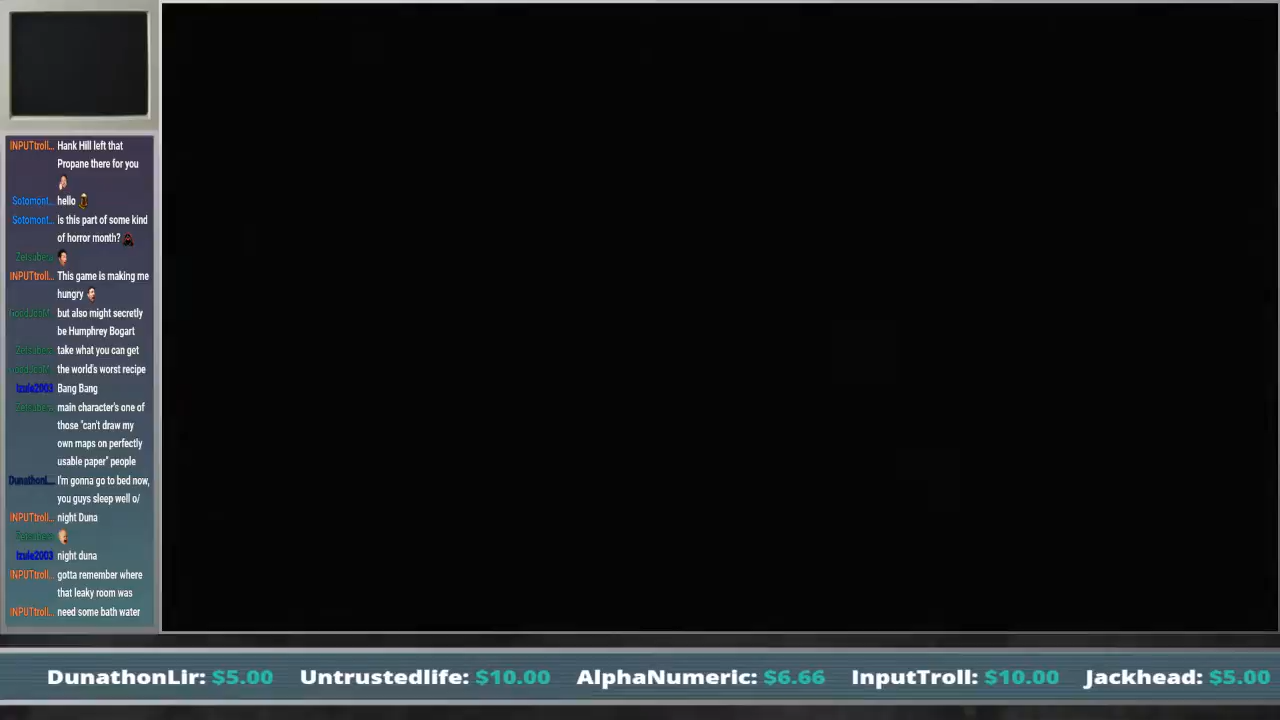 INPUTtroll... Hank Hill left that
Propane there for you
Sotomont... hello
Sotomont... is this part of some kind
of horror month?
INPUTtroll... This game is making me
hungry
but also might secretly
be Humphrey Bogart
take what you can get
the world's worst recipe
Izule2003 Bang Bang
main character's one of
those "can't draw my
own maps on perfectly
usable paper" people
DunathonL... I'm gonna go to bed now,
you guys sleep well o/
INPUTtroll... night Duna
Izule2003 night duna
INPUTtroll... gotta remember where
that leaky room was
INPUTtroll... need some bath water
DunathonLir: $5.00 Untrustedlife: $10.00 AlphaNumeric: $6.66 InputTroll: $10.00 Jackhead: $5.00